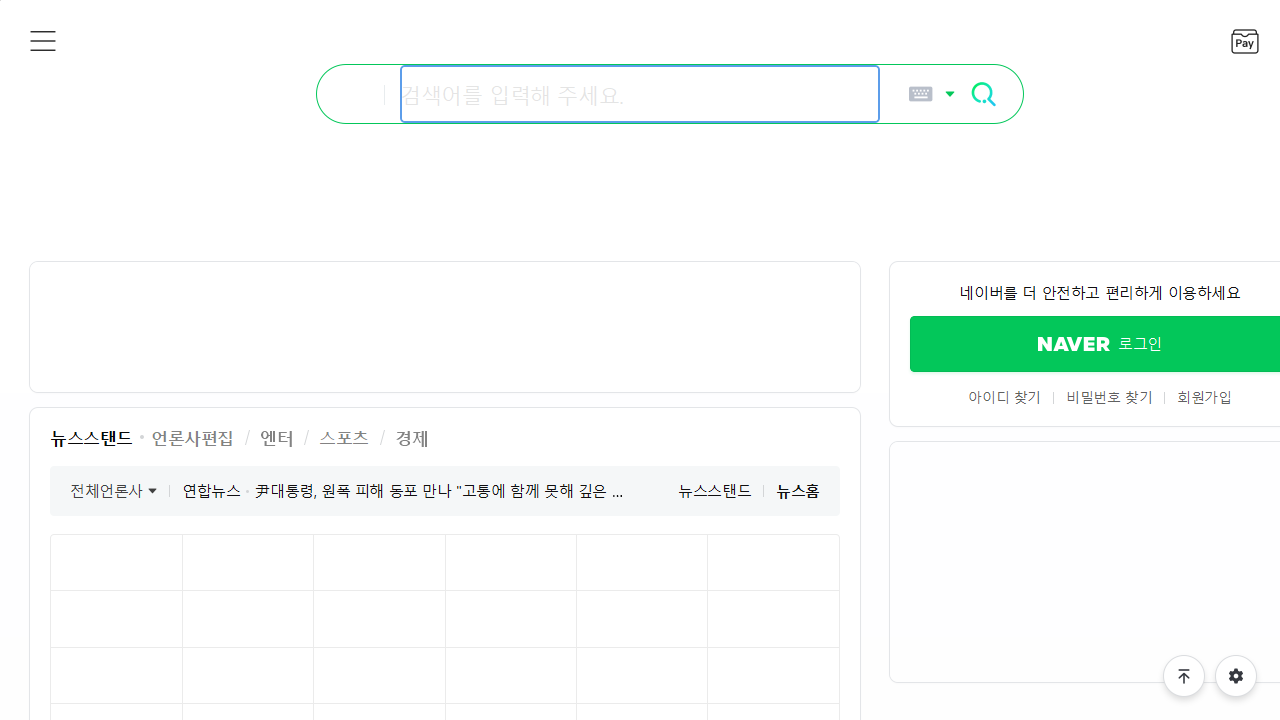 Pay
검색어를 입력해 주세요.
네이버를 더 안전하고 편리하게 이용하세요
NAVER 로그인
아이디 찾기 비밀번호 찾기 회원가입
뉴스스탠드 언론사편집 / 엔터 / 스포츠 / 경제
전체언론사 연합뉴스 尹대통령, 원폭 피해 동포 만나 "고통에 함께 못해 깊은 ... 뉴스스탠드 뉴스홈